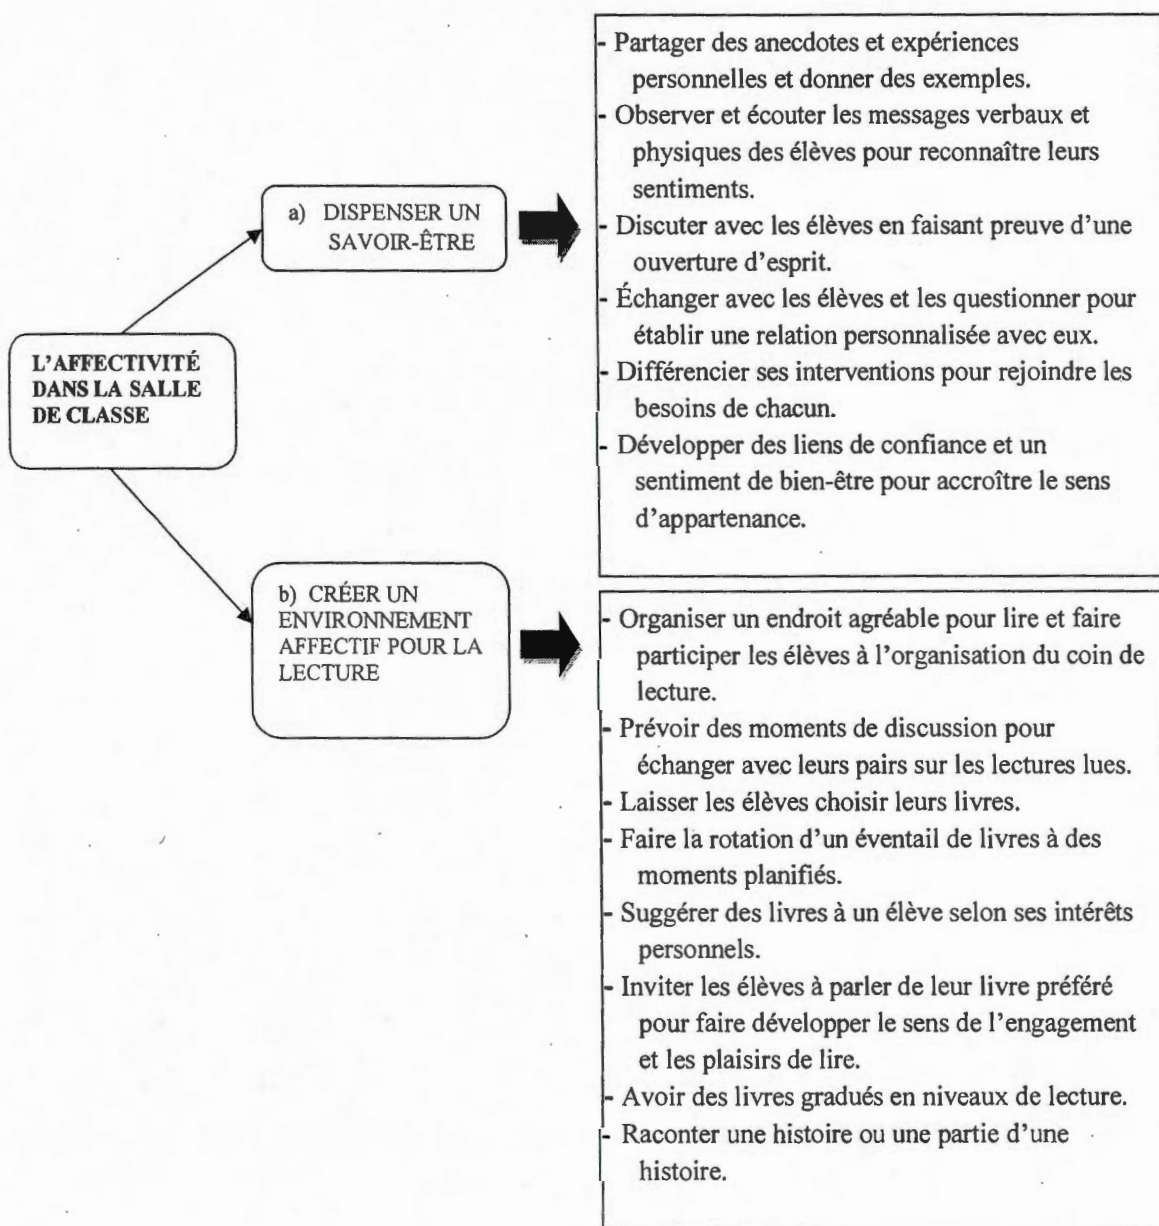 L'AFFECTIVITÉ
DANS LA SALLE
DE CLASSE
a) DISPENSER UN
SAVOIR-ÊTRE
- Partager des anecdotes et expériences
personnelles et donner des exemples.
- Observer et écouter les messages verbaux et
physiques des élèves pour reconnaître leurs
sentiments.
- Discuter avec les élèves en faisant preuve d'une
ouverture d'esprit.
- Échanger avec les élèves et les questionner pour
établir une relation personnalisée avec eux.
- Différencier ses interventions pour rejoindre les
besoins de chacun.
- Développer des liens de confiance et un
sentiment de bien-être pour accroître le sens
d'appartenance.
b) CRÉER UN
ENVIRONNEMENT
AFFECTIF POUR LA
LECTURE
- Organiser un endroit agréable pour lire et faire
participer les élèves à l'organisation du coin de
lecture.
- Prévoir des moments de discussion pour
échanger avec leurs pairs sur les lectures lues.
- Laisser les élèves choisir leurs livres.
- Faire la rotation d'un éventail de livres à des
moments planifiés.
- Suggérer des livres à un élève selon ses intérêts
personnels.
- Inviter les élèves à parler de leur livre préféré
pour faire développer le sens de l'engagement
et les plaisirs de lire.
- Avoir des livres gradués en niveaux de lecture.
- Raconter une histoire ou une partie d'une
histoire.